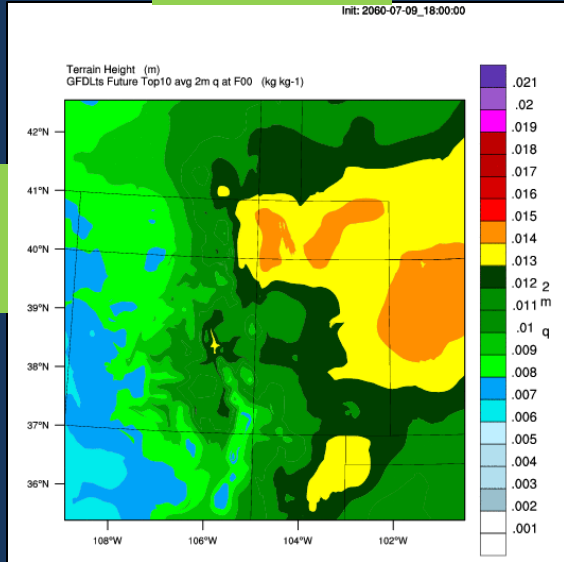 Init: 2060-07-09_18:00:00
Terrain Height (m)
GFDLts Future Top10 avg 2m q at F00 (kg kg-1)
42°N
41°N
40°N
39°N
38°N
37°N
36°N
108°W
106°W
104°W
102°W
.021
.02
.019
.018
.017
.016
.015
.014
.013
.012
.011
.01
.009
.008
.007
.006
.005
.004
.003
.002
.001
2
m
q